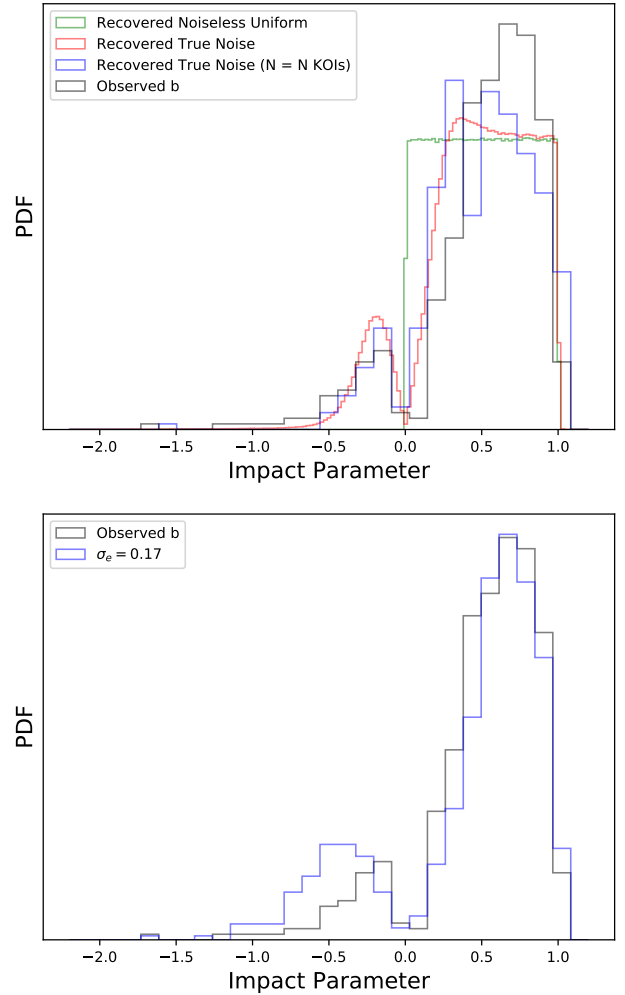 Recovered Noiseless Uniform
Recovered True Noise
Recovered True Noise (N = N KOIs)
Observed b
PDF
−2.0 −1.5 −1.0 −0.5 0.0 0.5 1.0
Impact Parameter
Observed b
σₑ = 0.17
PDF
−2.0 −1.5 −1.0 −0.5 0.0 0.5 1.0
Impact Parameter